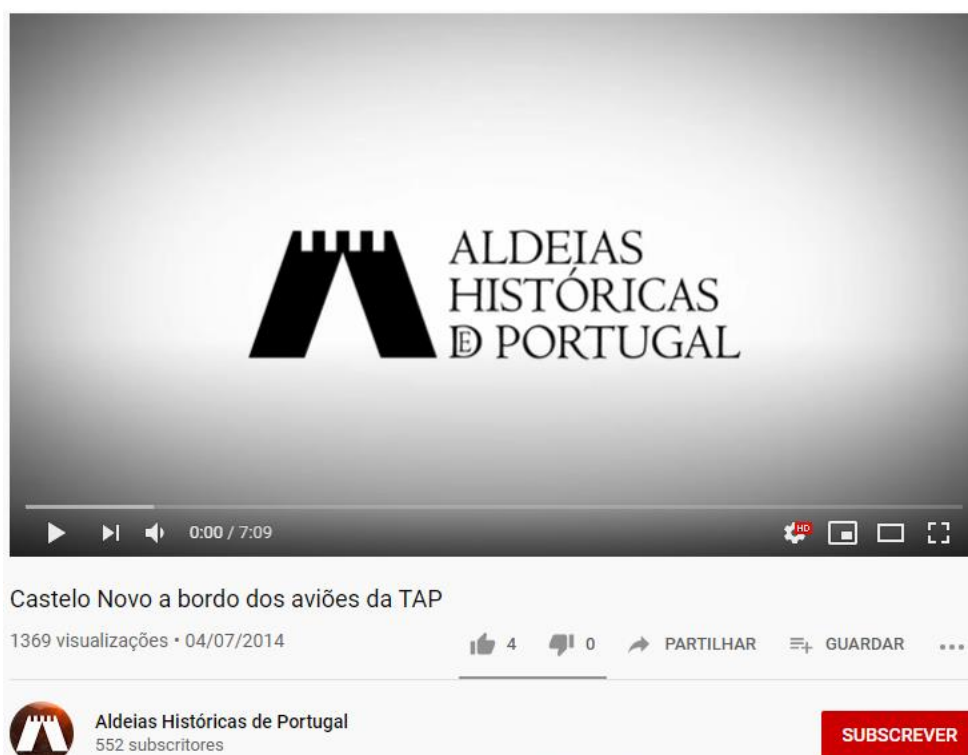 ALDEIAS
HISTÓRICAS
DE PORTUGAL
0:00 / 7:09
HD
Castelo Novo a bordo dos aviões da TAP
1369 visualizações • 04/07/2014
4
0
PARTILHAR
GUARDAR
Aldeias Históricas de Portugal
552 subscritores
SUBSCREVER